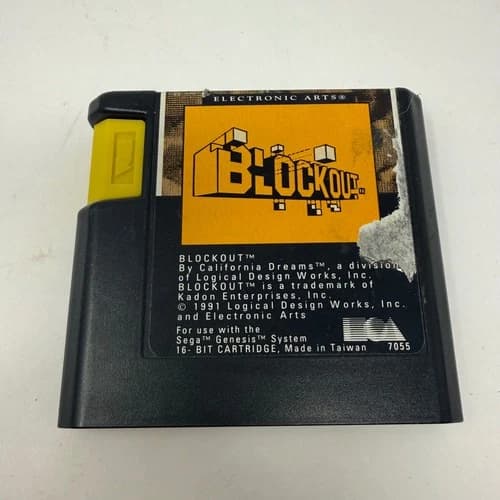 ELECTRONIC ARTS®
BLOCKOUT™
BLOCKOUT™
By California Dreams™, a division
of Logical Design Works, Inc.
BLOCKOUT™ is a trademark of
Kadon Enterprises, Inc.
© 1991 Logical Design Works, Inc.
and Electronic Arts
For use with the
Sega™ Genesis™ System
16- BIT CARTRIDGE, Made in Taiwan 7055